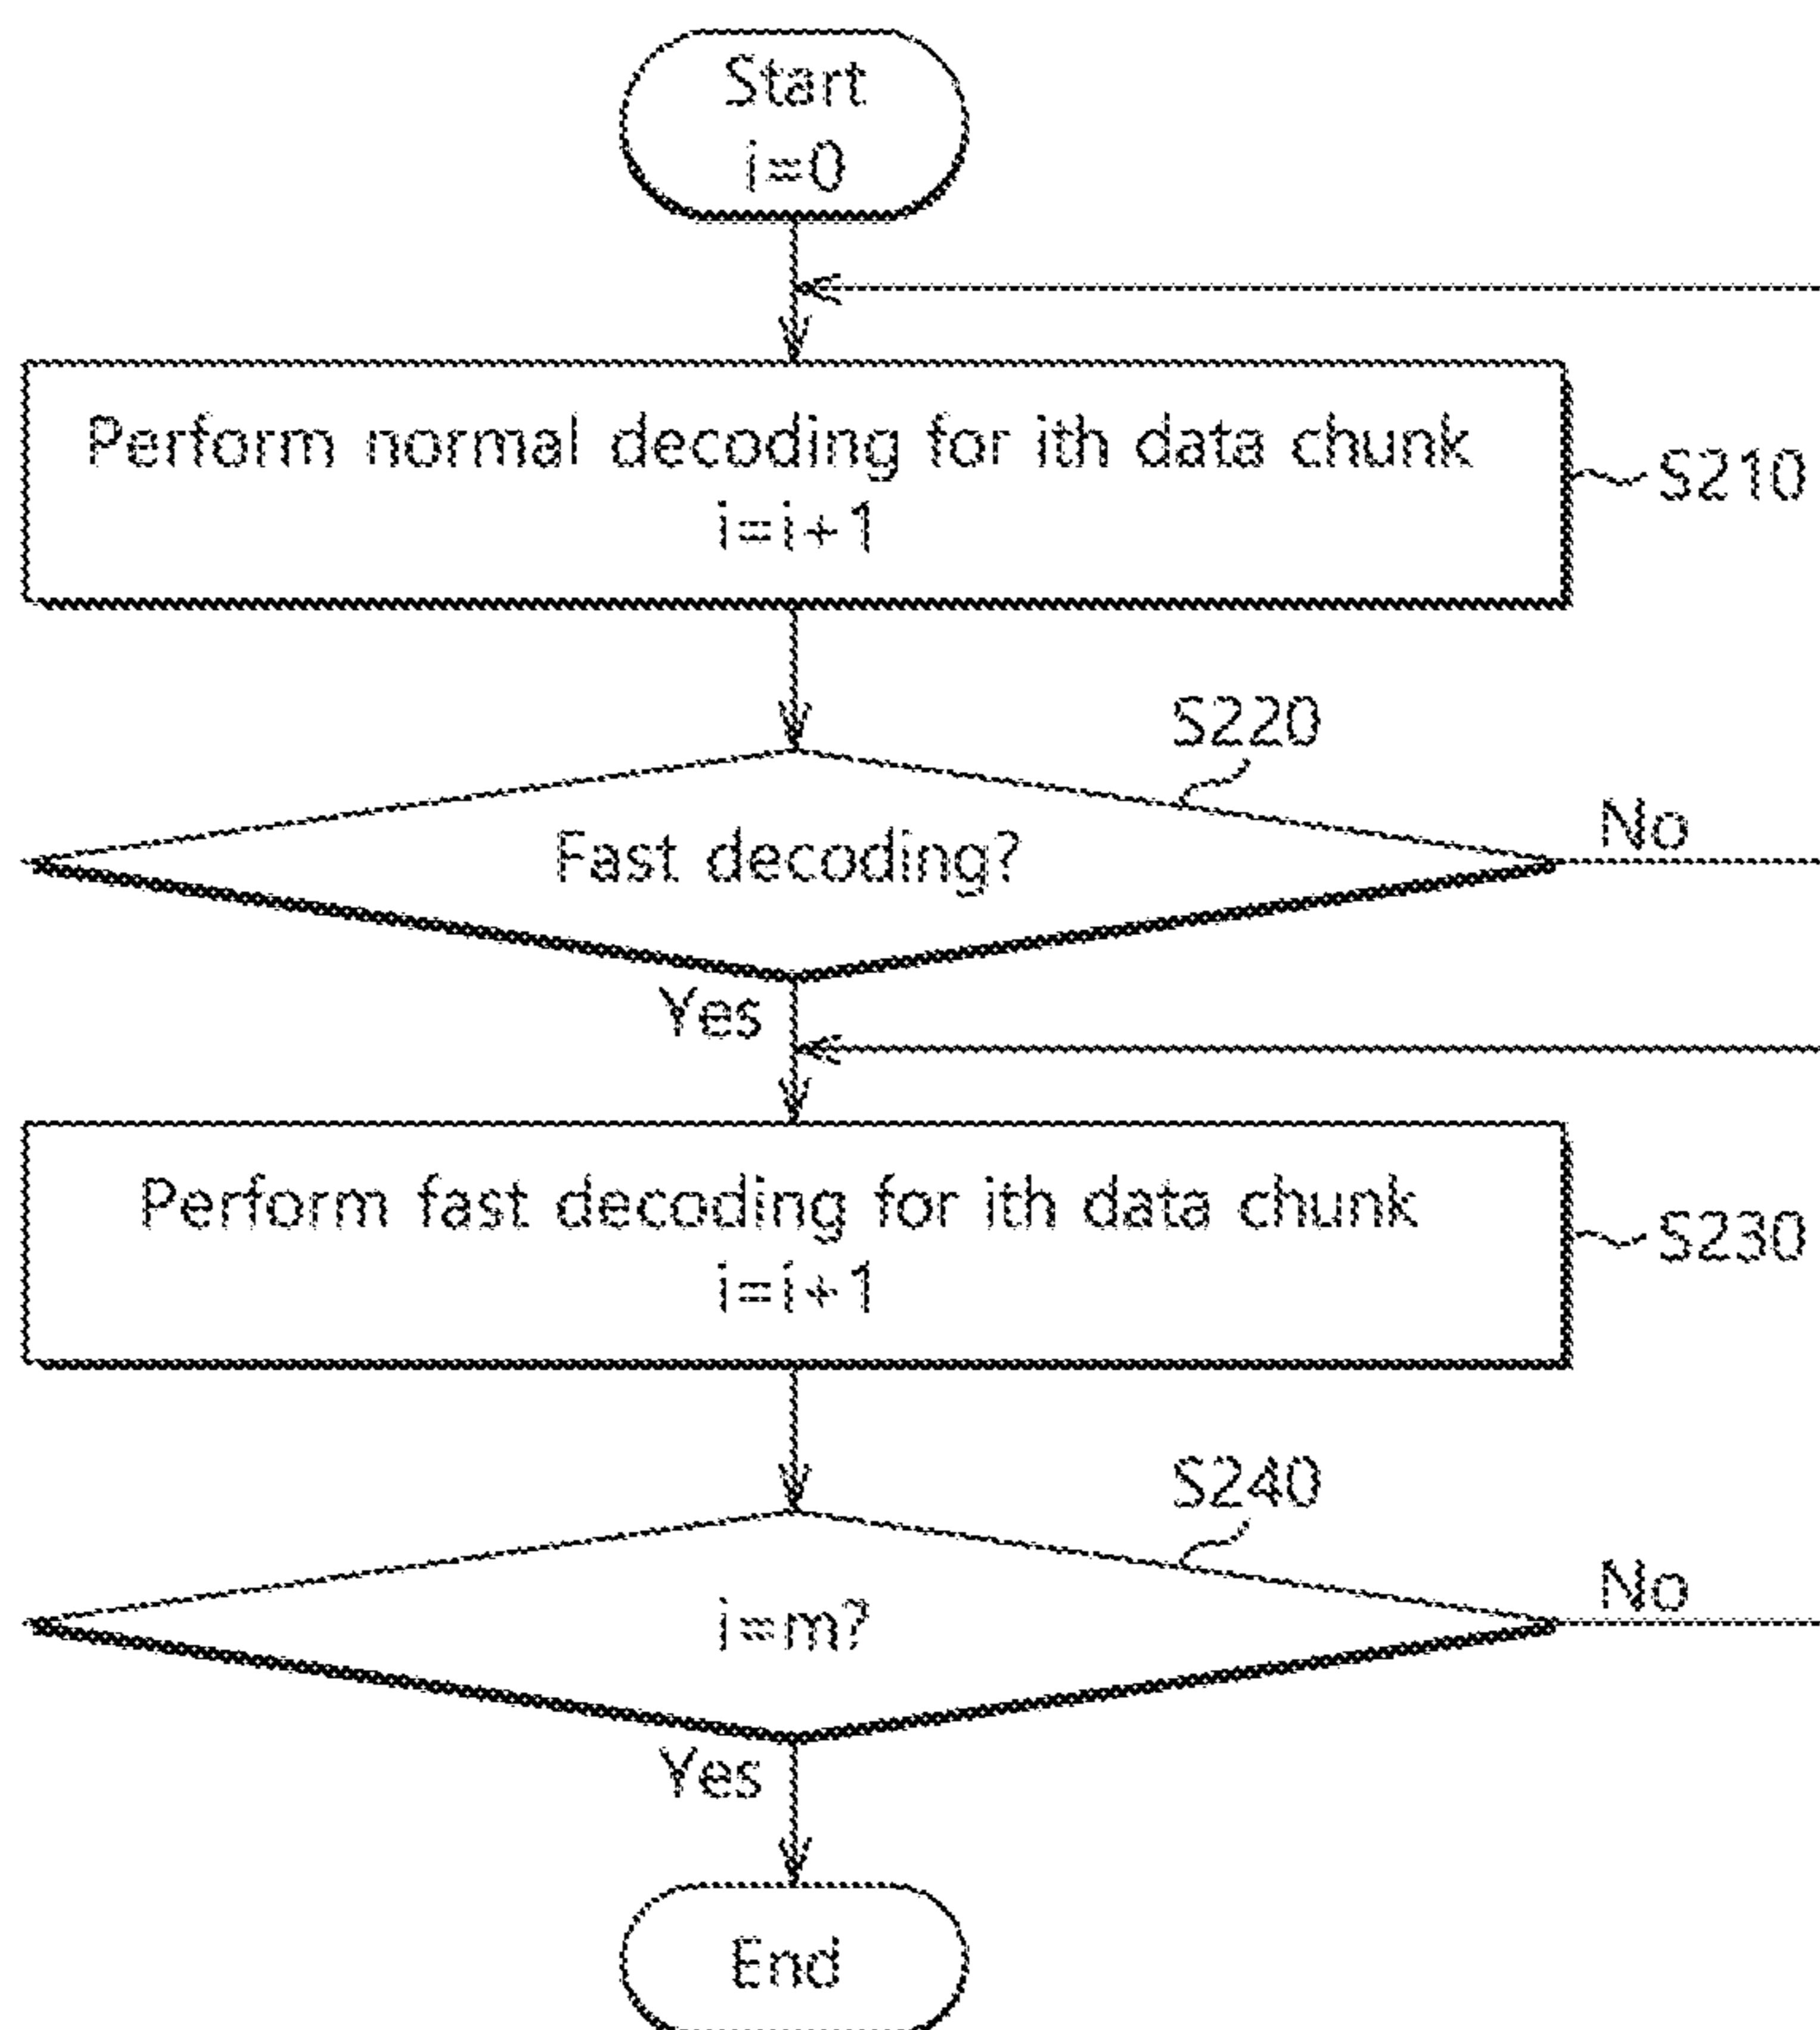 Start
i=0
Perform normal decoding for ith data chunk
i=i+1
S210
S220
Fast decoding?
No
Yes
Perform fast decoding for ith data chunk
i=i+1
S230
S240
i=m?
No
Yes
End